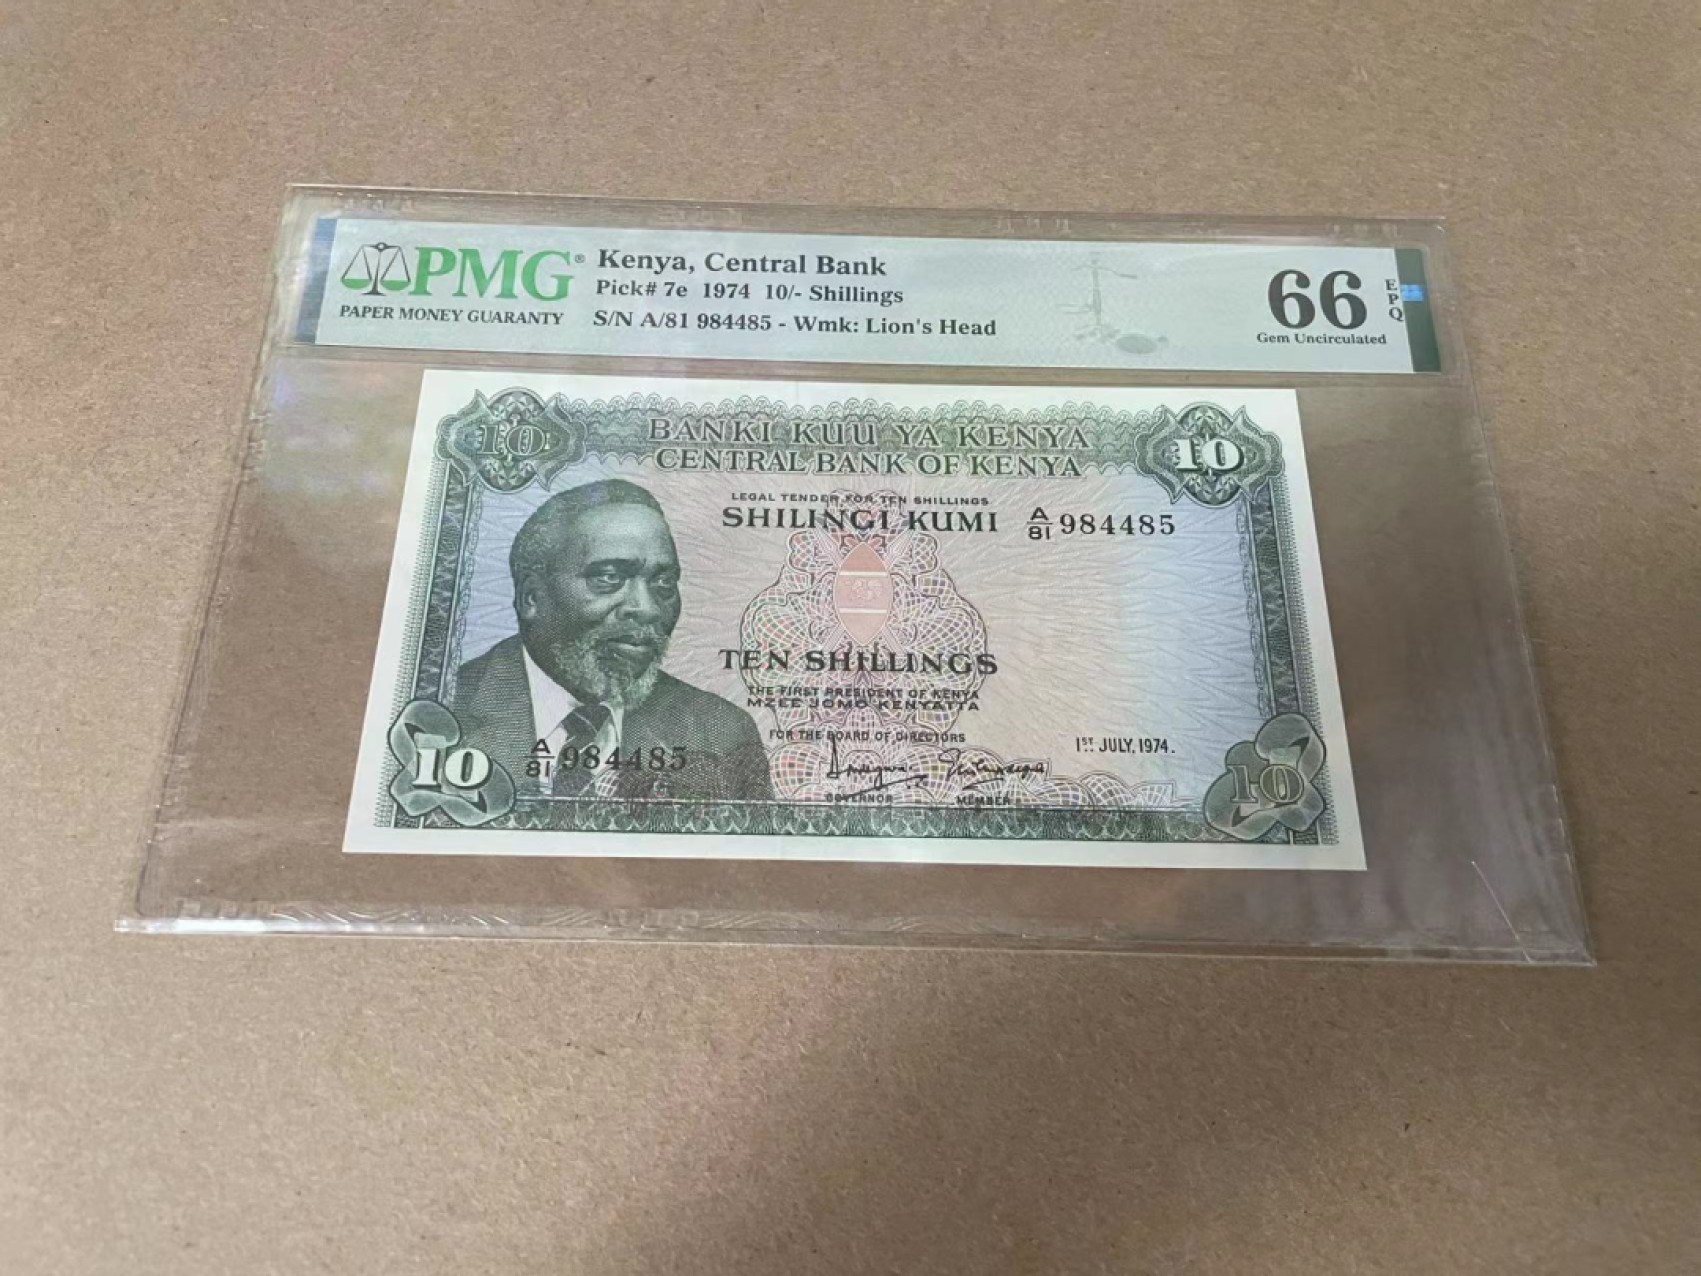 PMG®
PAPER MONEY GUARANTY
Kenya, Central Bank
Pick# 7e 1974 10/- Shillings
S/N A/81 984485 - Wmk: Lion's Head
66 EPQ
Gem Uncirculated
10
BANKI KUU YA KENYA
10
CENTRAL BANK OF KENYA
LEGAL TENDER FOR TEN SHILLINGS
SHILINGI KUMI A/81 984485
TEN SHILLINGS
THE FIRST PRESIDENT OF KENYA
MZEE JOMO KENYATTA
FOR THE BOARD OF DIRECTORS
1ST JULY, 1974.
10
A/81 984485
GOVERNOR
MEMBER
10